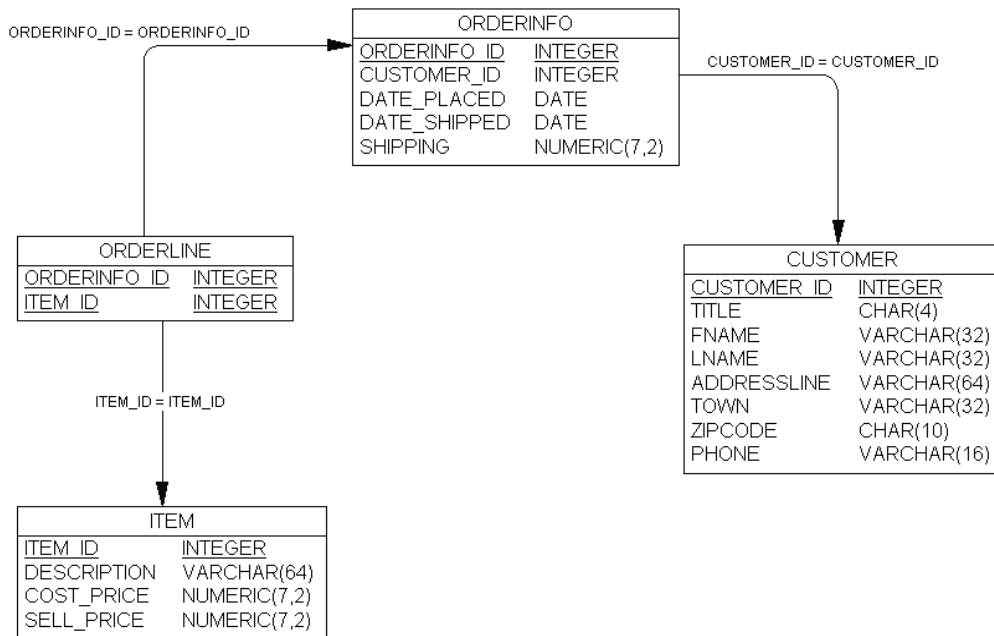 ORDERINFO_ID = ORDERINFO_ID
ORDERINFO
ORDERINFO_ID INTEGER
CUSTOMER_ID INTEGER
DATE_PLACED DATE
DATE_SHIPPED DATE
SHIPPING NUMERIC(7,2)
CUSTOMER_ID = CUSTOMER_ID
ORDERLINE
ORDERINFO_ID INTEGER
ITEM_ID INTEGER
CUSTOMER
CUSTOMER_ID INTEGER
TITLE CHAR(4)
FNAME VARCHAR(32)
LNAME VARCHAR(32)
ADDRESSLINE VARCHAR(64)
TOWN VARCHAR(32)
ZIPCODE CHAR(10)
PHONE VARCHAR(16)
ITEM_ID = ITEM_ID
ITEM
ITEM_ID INTEGER
DESCRIPTION VARCHAR(64)
COST_PRICE NUMERIC(7,2)
SELL_PRICE NUMERIC(7,2)